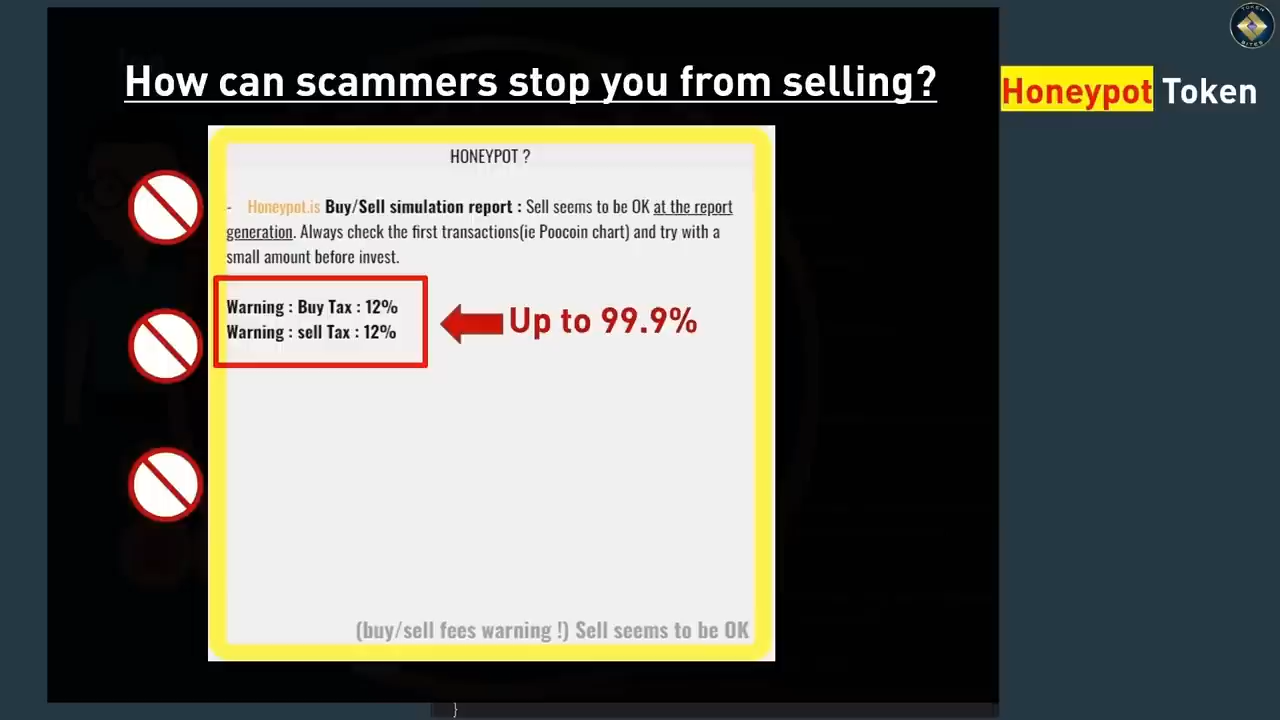 TOKEN
BITES
How can scammers stop you from selling?
Honeypot Token
HONEYPOT ?
- Honeypot.is Buy/Sell simulation report : Sell seems to be OK at the report
generation. Always check the first transactions(ie Poocoin chart) and try with a
small amount before invest.
Warning : Buy Tax : 12%
Warning : sell Tax : 12%
Up to 99.9%
(buy/sell fees warning !) Sell seems to be OK
}